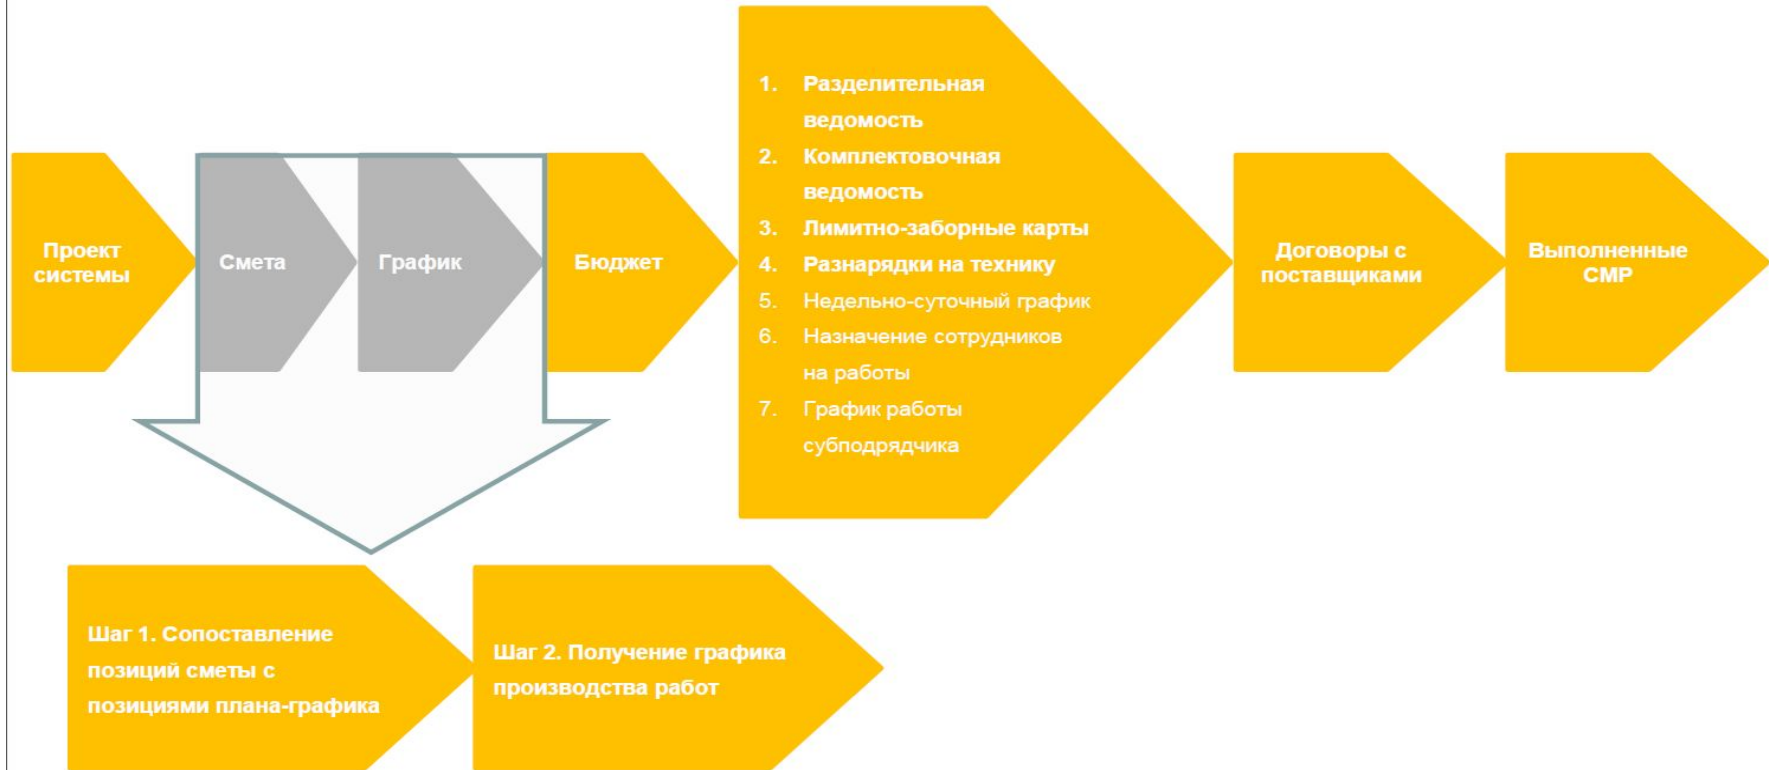 Проект
системы
Смета
График
Бюджет
1. Разделительная
ведомость
2. Комплектовочная
ведомость
3. Лимитно-заборные карты
4. Разнарядки на технику
5. Недельно-суточный график
6. Назначение сотрудников
на работы
7. График работы
субподрядчика
Договоры с
поставщиками
Выполненные
СМР
Шаг 1. Сопоставление
позиций сметы с
позициями плана-графика
Шаг 2. Получение графика
производства работ